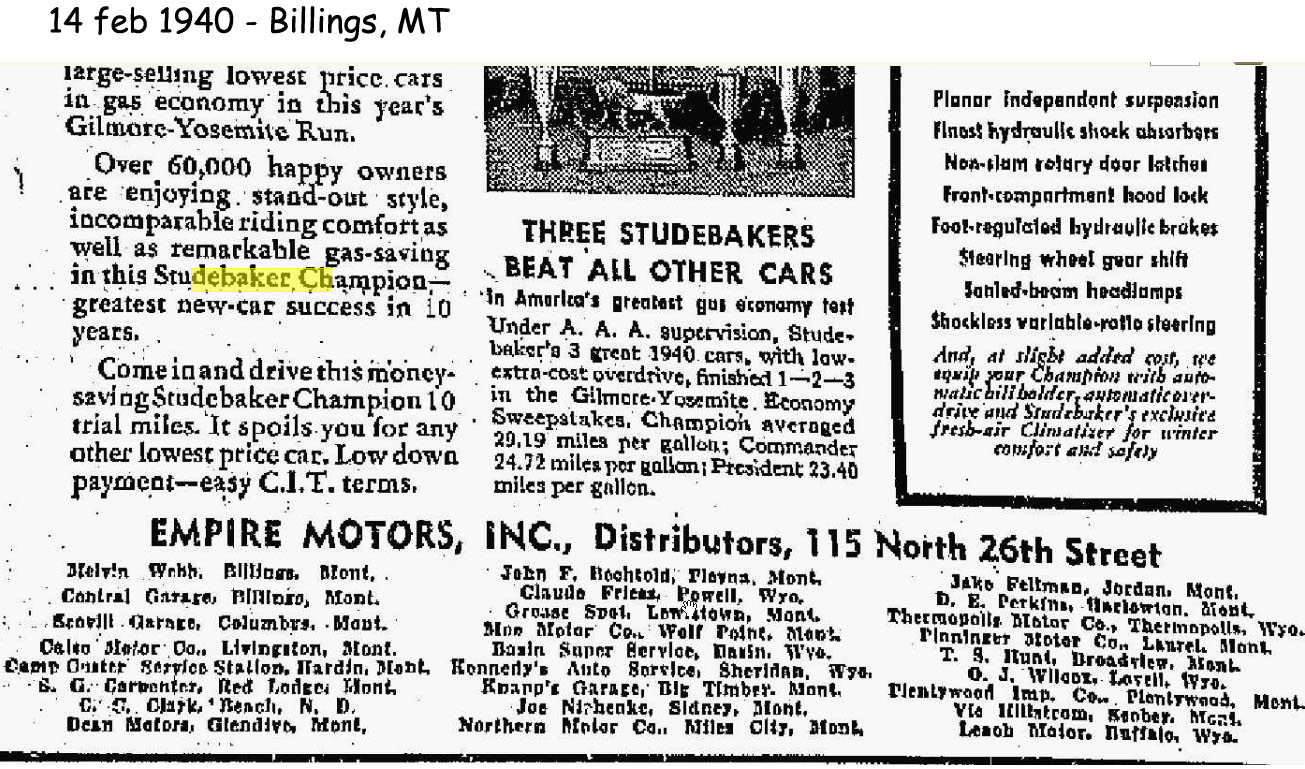 14 feb 1940 - Billings, MT
large-selling lowest price cars
in gas economy in this year's
Gilmore-Yosemite Run.
Over 60,000 happy owners
are enjoying stand-out style,
incomparable riding comfort as
well as remarkable gas-saving
in this Studebaker Champion—
greatest new-car success in 10
years.
Come in and drive this money-
saving Studebaker Champion 10
trial miles. It spoils you for any
other lowest price car. Low down
payment—easy C.I.T. terms.
THREE STUDEBAKERS
BEAT ALL OTHER CARS
in America's greatest gas economy test
Under A. A. A. supervision, Stude-
baker's 3 great 1940 cars, with low-
extra-cost overdrive, finished 1—2—3
in the Gilmore-Yosemite Economy
Sweepstakes. Champion averaged
29.19 miles per gallon; Commander
24.72 miles per gallon; President 23.40
miles per gallon.
Planar independent suspension
Finest hydraulic shock absorbers
Non-slam rotary door latches
Front-compartment hood lock
Foot-regulated hydraulic brakes
Steering wheel gear shift
Sealed-beam headlamps
Shockless variable-ratio steering
And, at slight added cost, we
equip your Champion with auto-
matic hill holder, automatic over-
drive and Studebaker's exclusive
fresh-air Climatizer for winter
comfort and safety
EMPIRE MOTORS, INC., Distributors, 115 North 26th Street
Melvin Webb, Billings, Mont.
Central Garage, Billings, Mont.
Scovill Garage, Columbus, Mont.
Motor Co., Livingston, Mont.
Camp Custer Service Station, Hardin, Mont.
S. G. Carpenter, Red Lodge, Mont.
C. C. Clark, Beach, N. D.
Dean Motors, Glendive, Mont.
John F. Bechtold, Plevna, Mont.
Claude Powell, Wyo.
Grease Spot, Lewistown, Mont.
Motor Co., Wolf Point, Mont.
Basin Super Service, Basin, Wyo.
Kennedy's Auto Service, Sheridan, Wyo.
Knapp's Garage, Big Timber, Mont.
Joe Sidney, Mont.
Northern Motor Co., Miles City, Mont.
Jake Feltman, Jordan, Mont.
D. E. Perkins, Harlowton, Mont.
Thermopolis Motor Co., Thermopolis, Wyo.
Motor Co., Laurel, Mont.
T. S. Hunt, Broadview, Mont.
O. J. Wilcox, Lovell, Wyo.
Plentywood Imp. Co., Plentywood, Mont.
Vic Hillstrom, Mont.
Leach Motor, Buffalo, Wyo.